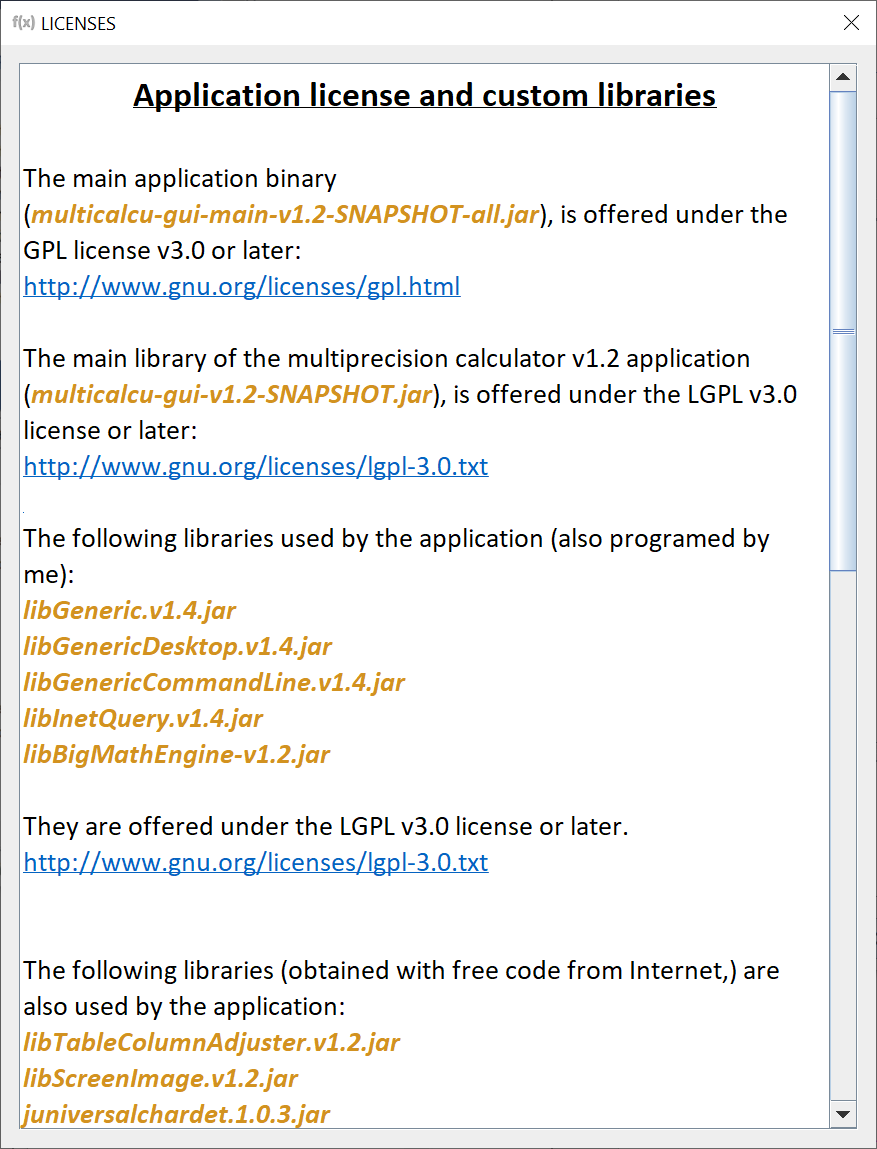 f(x) LICENSES
Application license and custom libraries
The main application binary
(multicalcu-gui-main-v1.2-SNAPSHOT-all.jar), is offered under the
GPL license v3.0 or later:
http://www.gnu.org/licenses/gpl.html
The main library of the multiprecision calculator v1.2 application
(multicalcu-gui-v1.2-SNAPSHOT.jar), is offered under the LGPL v3.0
license or later:
http://www.gnu.org/licenses/lgpl-3.0.txt
.
The following libraries used by the application (also programed by
me):
libGeneric.v1.4.jar
libGenericDesktop.v1.4.jar
libGenericCommandLine.v1.4.jar
libInetQuery.v1.4.jar
libBigMathEngine-v1.2.jar
They are offered under the LGPL v3.0 license or later.
http://www.gnu.org/licenses/lgpl-3.0.txt
The following libraries (obtained with free code from Internet,) are
also used by the application:
libTableColumnAdjuster.v1.2.jar
libScreenImage.v1.2.jar
juniversalchardet.1.0.3.jar